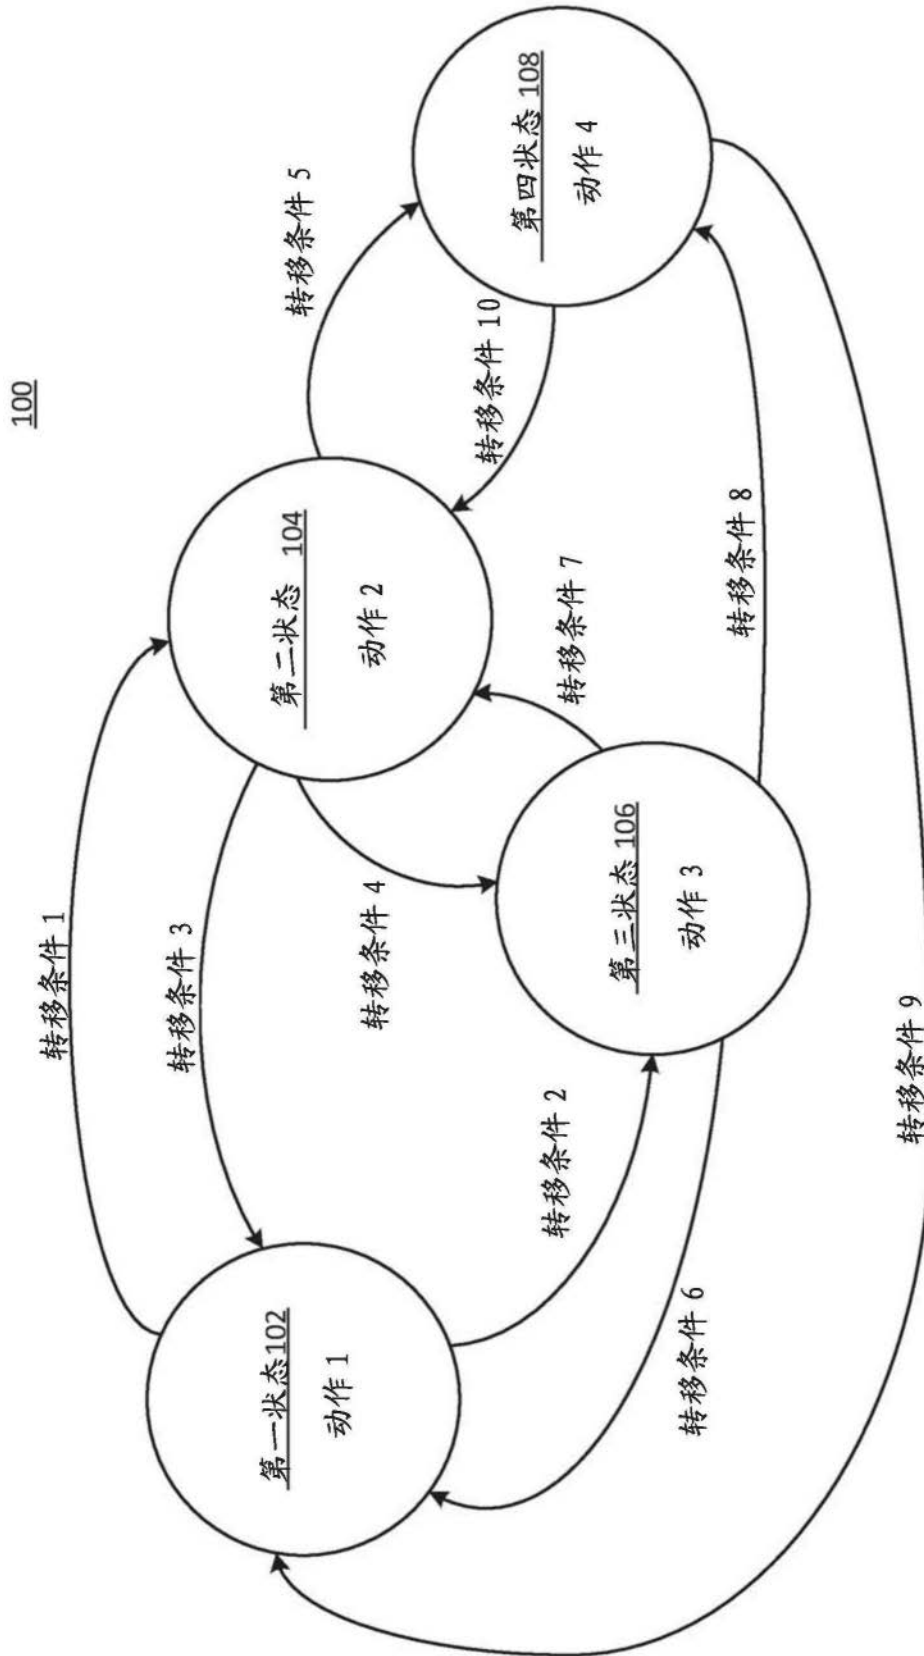 100
转移条件 1
转移条件 3
转移条件 4
转移条件 5
转移条件 10
第一状态102
动作 1
第二状态 104
动作 2
第四状态 108
动作 4
转移条件 2
转移条件 7
第三状态 106
动作 3
转移条件 6
转移条件 8
转移条件 9